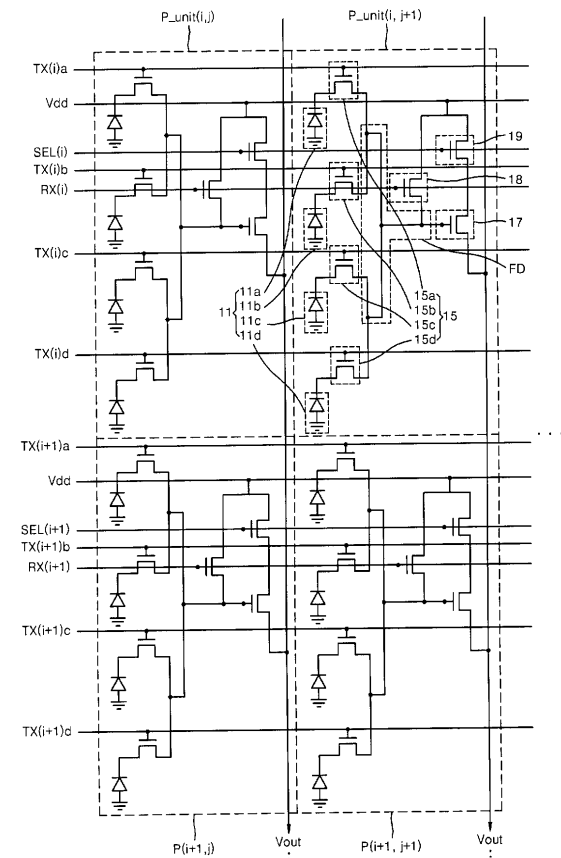 P_unit(i,j)
P_unit(i, j+1)
TX(i)a
Vdd
SEL(i)
19
TX(i)b
RX(i)
18
17
TX(i)c
FD
11
11a
11b
11c
11d
15a
15b
15c
15d
15
TX(i)d
. . .
TX(i+1)a
Vdd
SEL(i+1)
TX(i+1)b
RX(i+1)
TX(i+1)c
TX(i+1)d
P(i+1,j)
Vout
P(i+1, j+1)
Vout